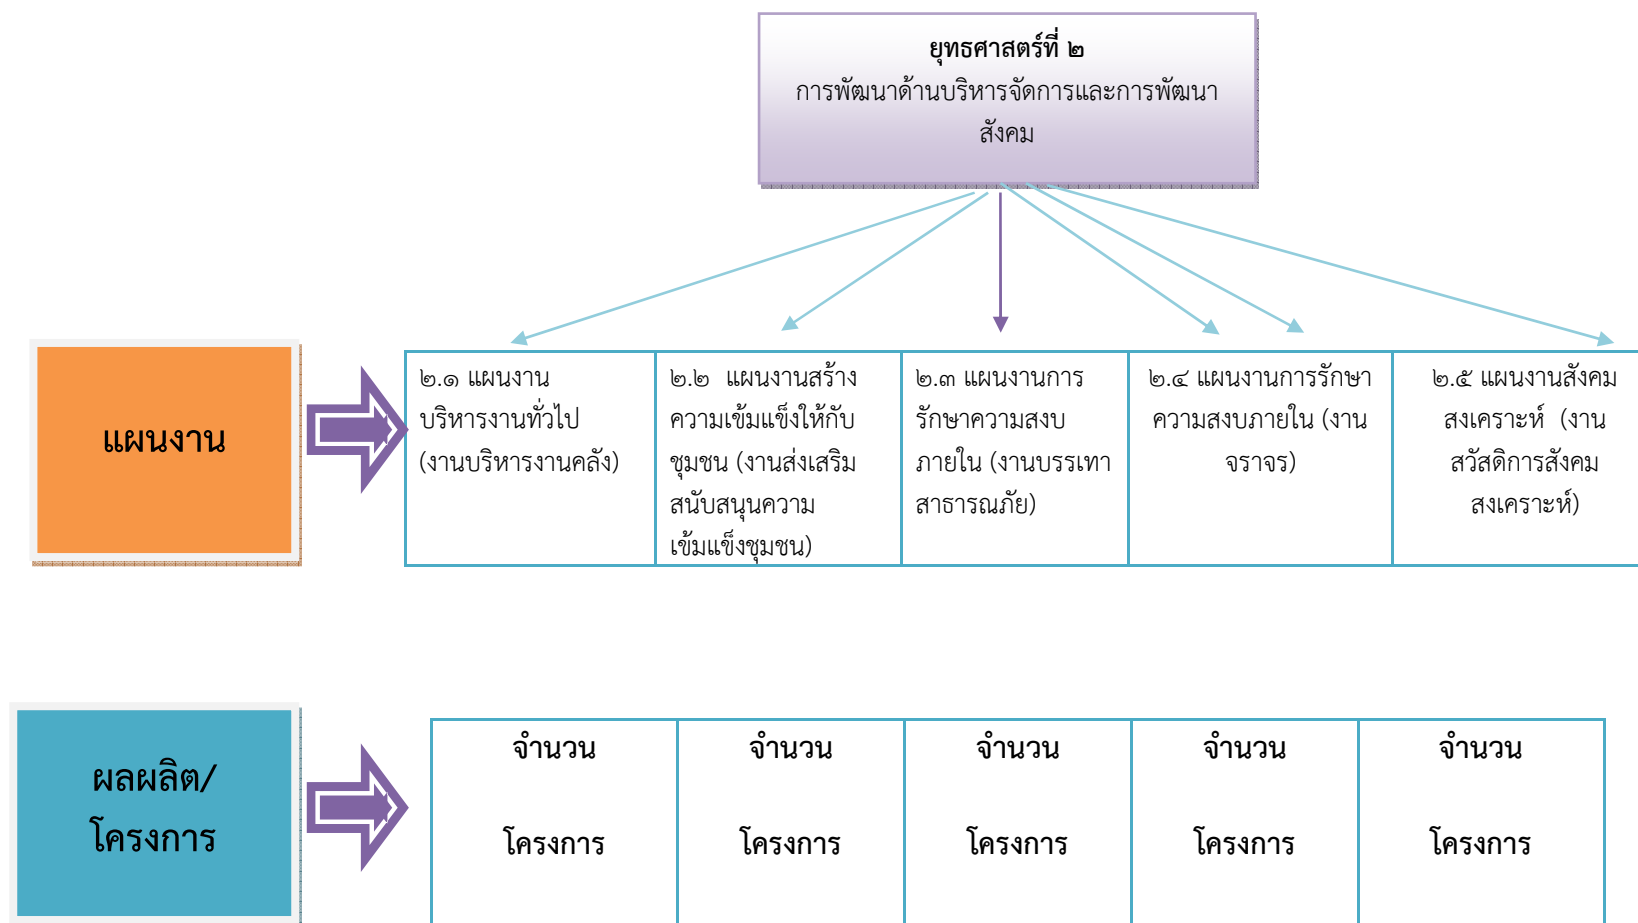 ยุทธศาสตร์ที่ ๒
การพัฒนาด้านบริหารจัดการและการพัฒนา
สังคม
แผนงาน
๒.๑ แผนงาน
บริหารงานทั่วไป
(งานบริหารงานคลัง)
๒.๒ แผนงานสร้าง
ความเข้มแข็งให้กับ
ชุมชน (งานส่งเสริม
สนับสนุนความ
เข้มแข็งชุมชน)
๒.๓ แผนงานการ
รักษาความสงบ
ภายใน (งานบรรเทา
สาธารณภัย)
๒.๔ แผนงานการรักษา
ความสงบภายใน (งาน
จราจร)
๒.๕ แผนงานสังคม
สงเคราะห์ (งาน
สวัสดิการสังคม
สงเคราะห์)
ผลผลิต/
โครงการ
จำนวน
โครงการ
จำนวน
โครงการ
จำนวน
โครงการ
จำนวน
โครงการ
จำนวน
โครงการ